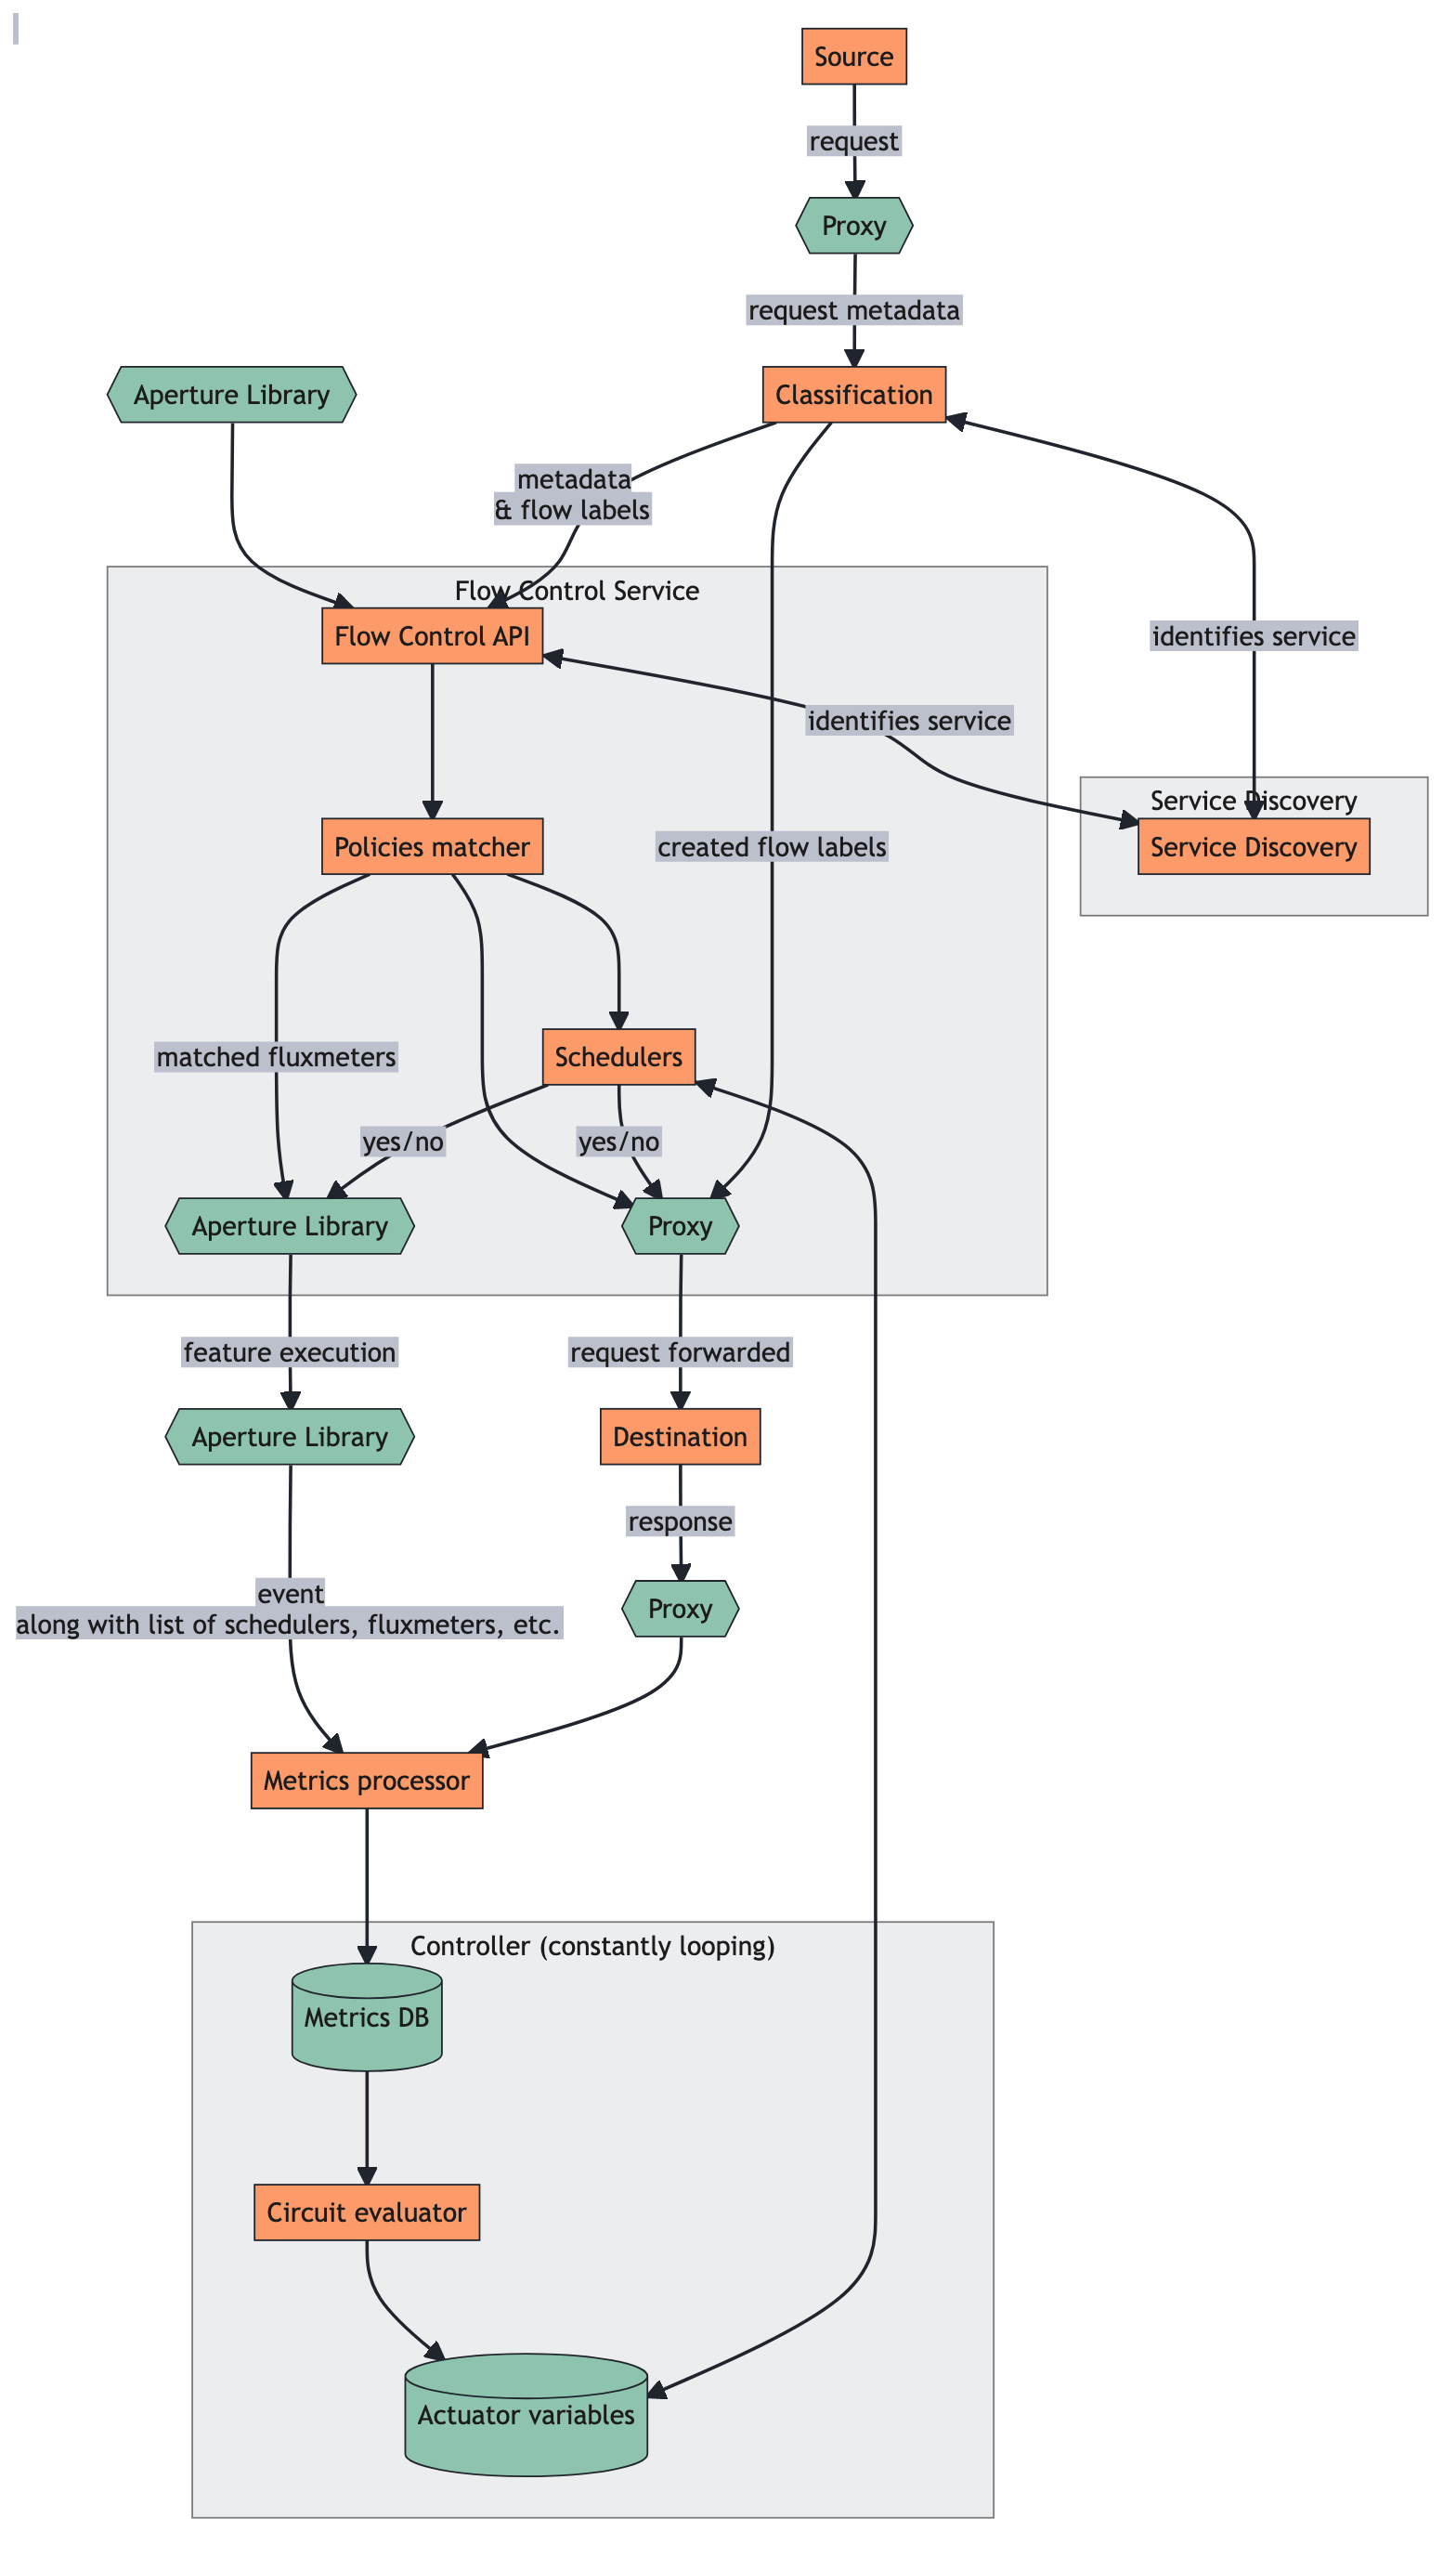 Source
request
Proxy
request metadata
Aperture Library
Classification
metadata
& flow labels
Flow Control Service
Flow Control API
identifies service
identifies service
Service Discovery
Policies matcher
created flow labels
Service Discovery
matched fluxmeters
Schedulers
yes/no
yes/no
Aperture Library
Proxy
feature execution
request forwarded
Aperture Library
Destination
response
event
along with list of schedulers, fluxmeters, etc.
Proxy
Metrics processor
Controller (constantly looping)
Metrics DB
Circuit evaluator
Actuator variables